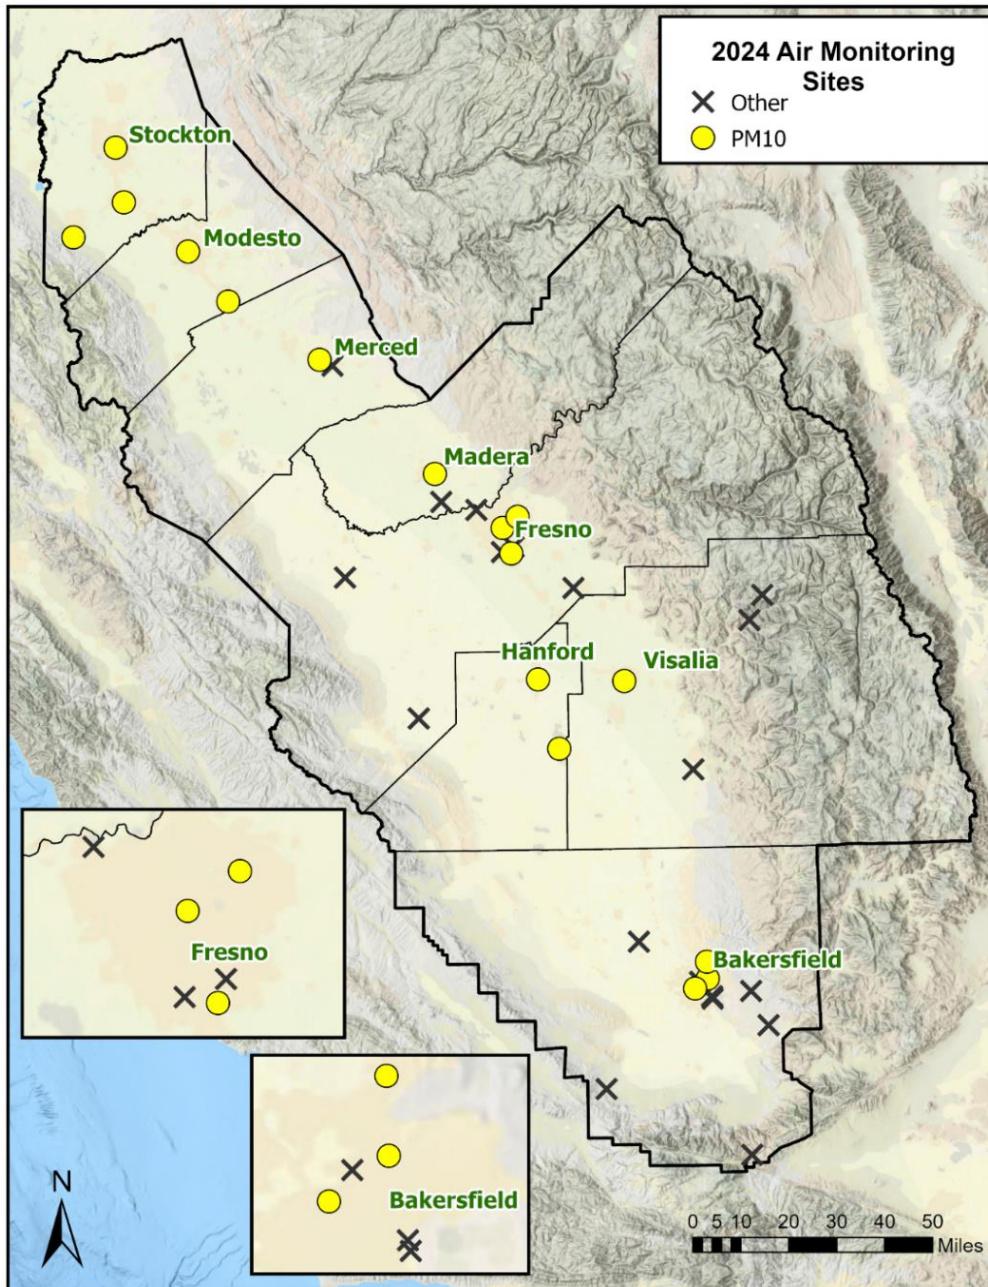 2024 Air Monitoring
Sites
Other
PM10
Stockton
Modesto
Merced
Madera
Fresno
Hanford
Visalia
Bakersfield
Fresno
Bakersfield
N
0 5 10 20 30 40 50
Miles